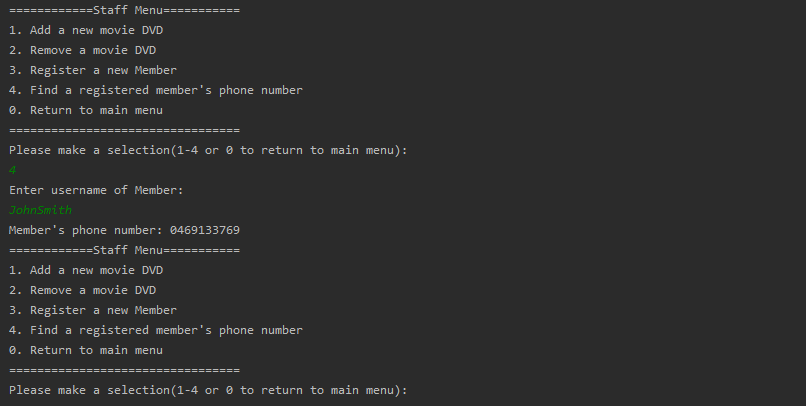 ============Staff Menu===========
1. Add a new movie DVD
2. Remove a movie DVD
3. Register a new Member
4. Find a registered member's phone number
0. Return to main menu
=================================
Please make a selection(1-4 or 0 to return to main menu):
4
Enter username of Member:
JohnSmith
Member's phone number: 0469133769
============Staff Menu===========
1. Add a new movie DVD
2. Remove a movie DVD
3. Register a new Member
4. Find a registered member's phone number
0. Return to main menu
=================================
Please make a selection(1-4 or 0 to return to main menu):